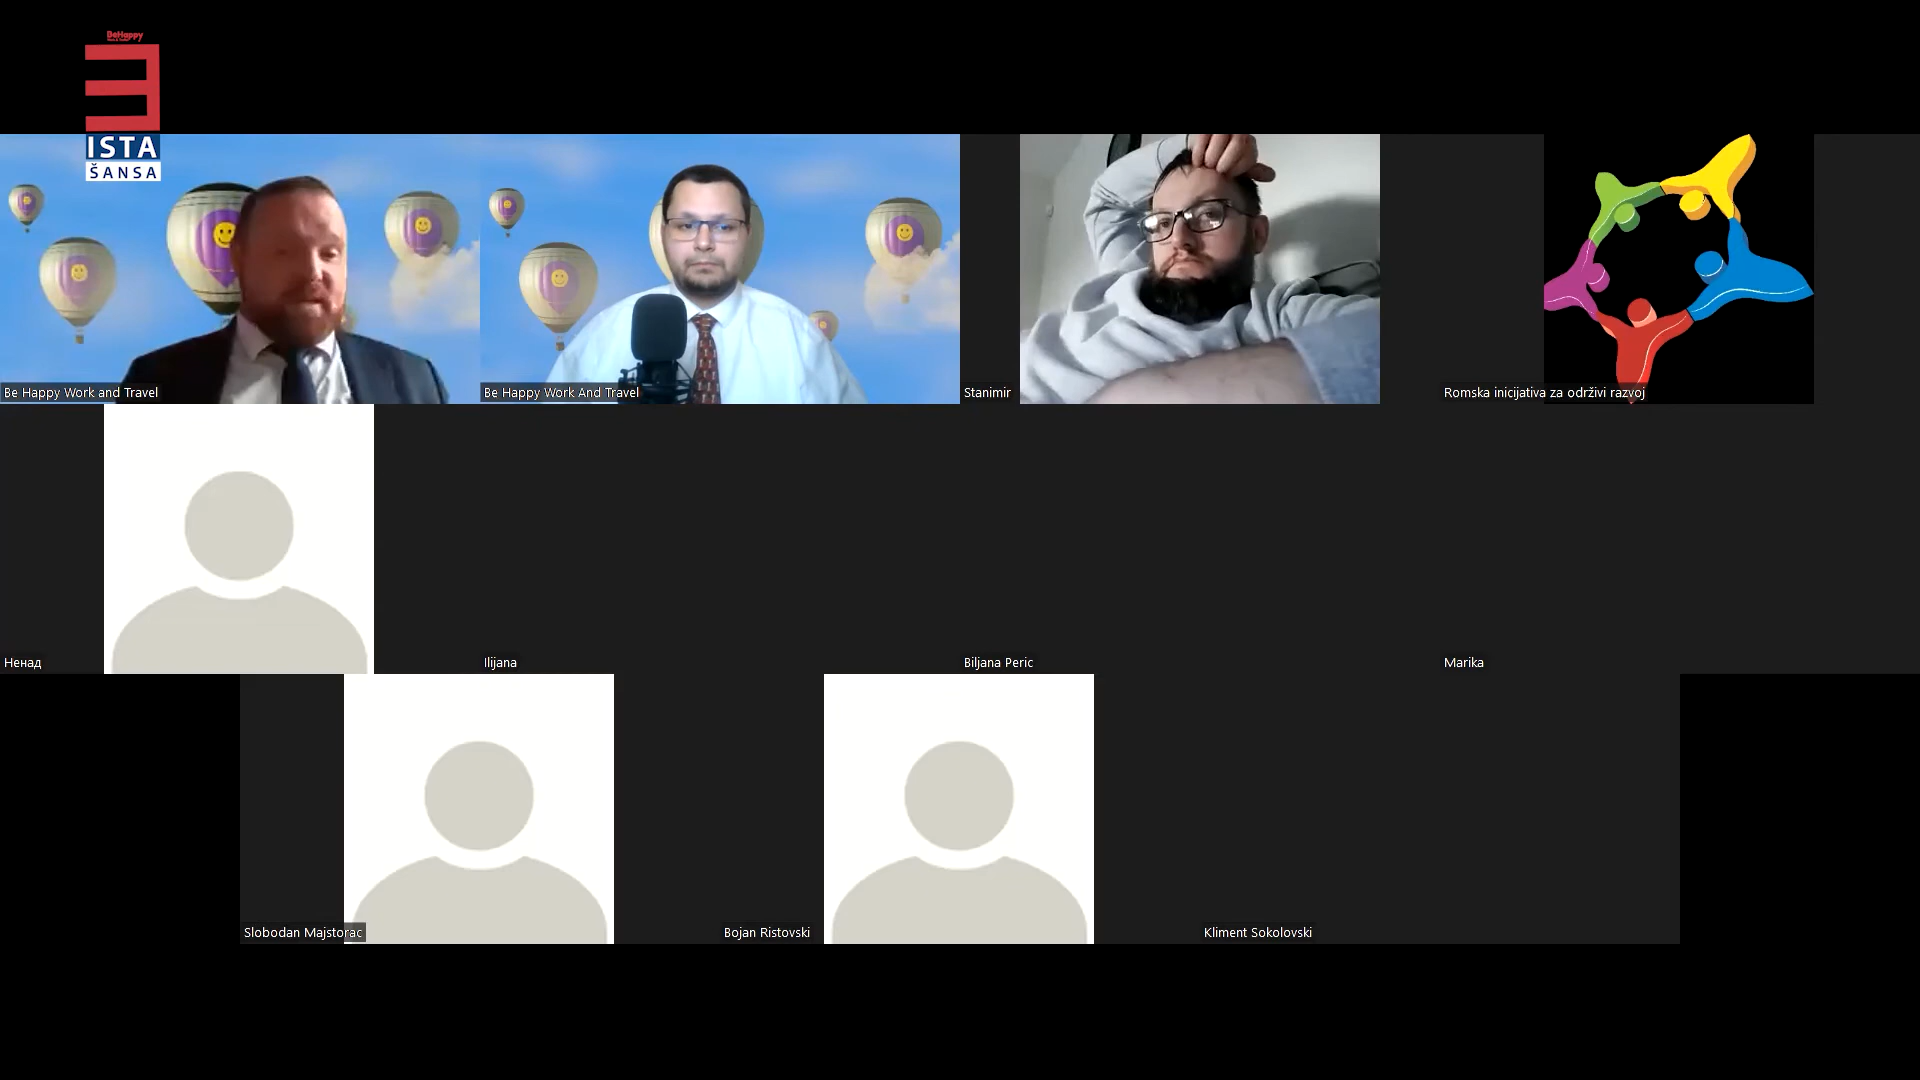 BeHappy
ISTA
ŠANSA
Be Happy Work and Travel
Be Happy Work And Travel
Stanimir
Romska inicijativa za održivi razvoj
Ненад
Ilijana
Biljana Peric
Marika
Slobodan Majstorac
Bojan Ristovski
Kliment Sokolovski